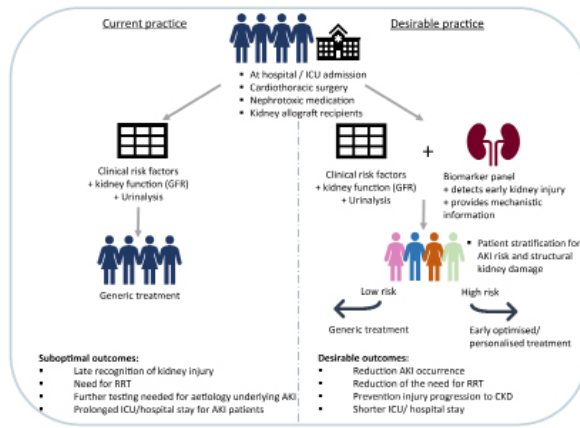 Current practice
Desirable practice
▪ At hospital / ICU admission
▪ Cardiothoracic surgery
▪ Nephrotoxic medication
▪ Kidney allograft recipients
Clinical risk factors
+ kidney function (GFR)
+ Urinalysis
Generic treatment
Clinical risk factors
+ kidney function (GFR)
+ Urinalysis
+
Biomarker panel
+ detects early kidney injury
+ provides mechanistic
information
▪ Patient stratification for
AKI risk and structural
kidney damage
Low risk
High risk
Generic treatment
Early optimised/
personalised treatment
Suboptimal outcomes:
▪ Late recognition of kidney injury
▪ Need for RRT
▪ Further testing needed for aetiology underlying AKI
▪ Prolonged ICU/hospital stay for AKI patients
Desirable outcomes:
▪ Reduction AKI occurrence
▪ Reduction of the need for RRT
▪ Prevention injury progression to CKD
▪ Shorter ICU/ hospital stay